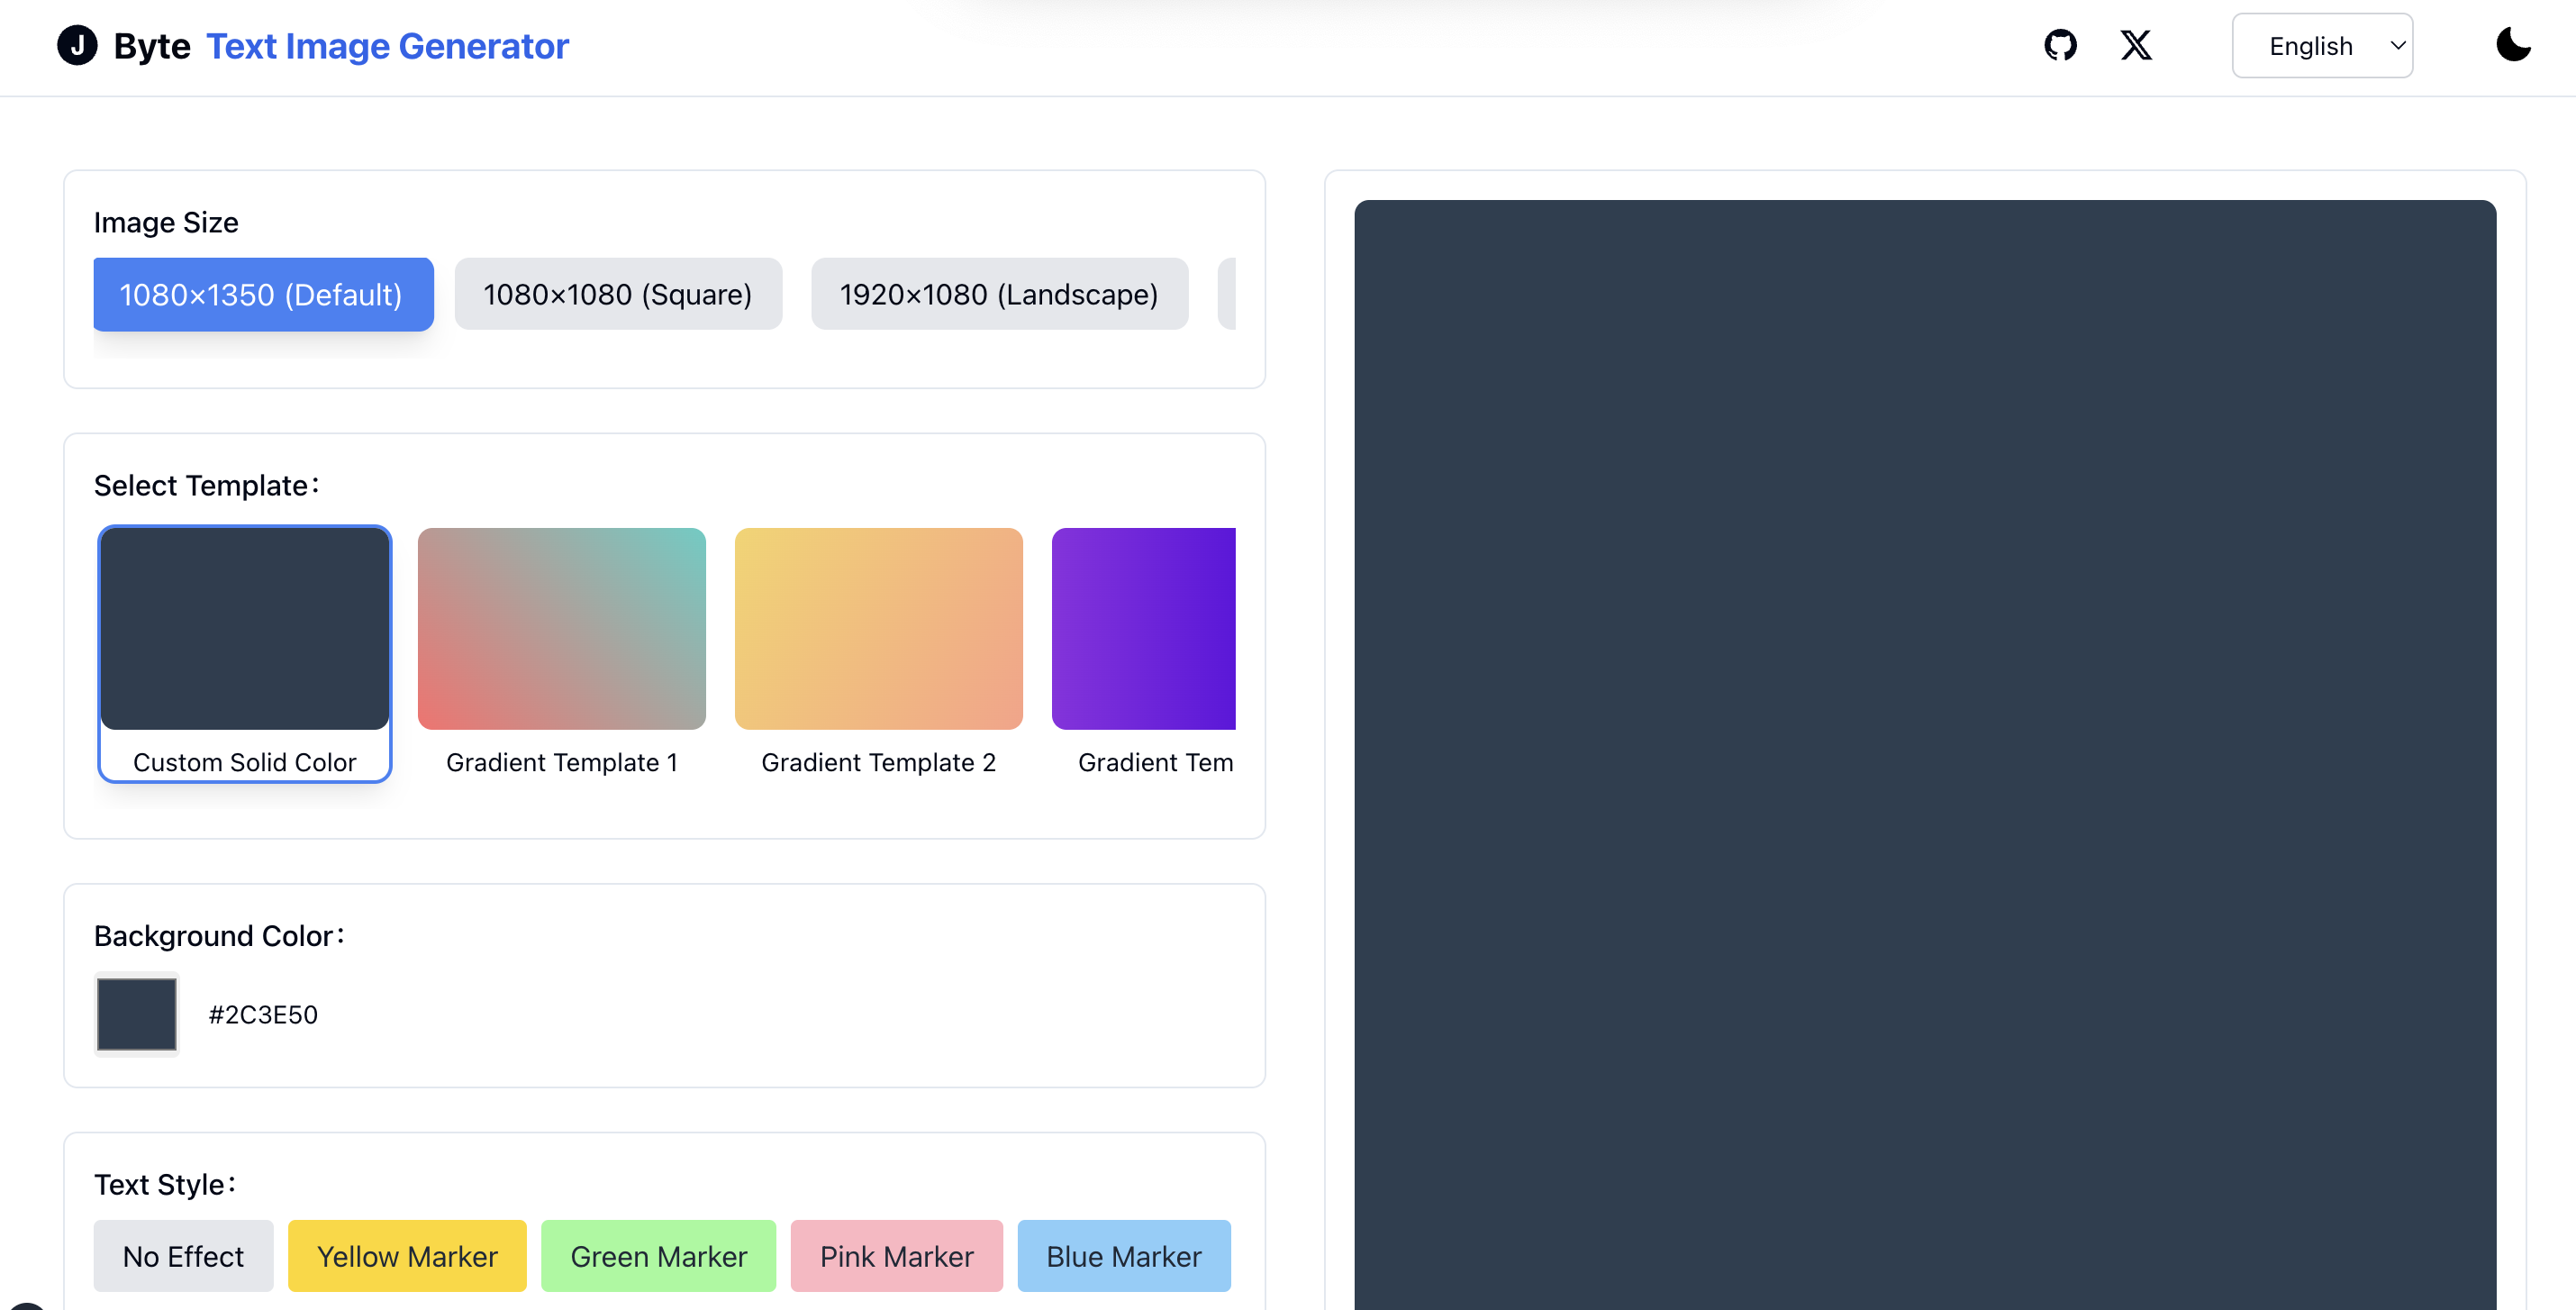 J Byte Text Image Generator
English
Image Size
1080×1350 (Default) 1080×1080 (Square) 1920×1080 (Landscape)
Select Template：
Custom Solid Color Gradient Template 1 Gradient Template 2 Gradient Tem
Background Color：
#2C3E50
Text Style：
No Effect Yellow Marker Green Marker Pink Marker Blue Marker